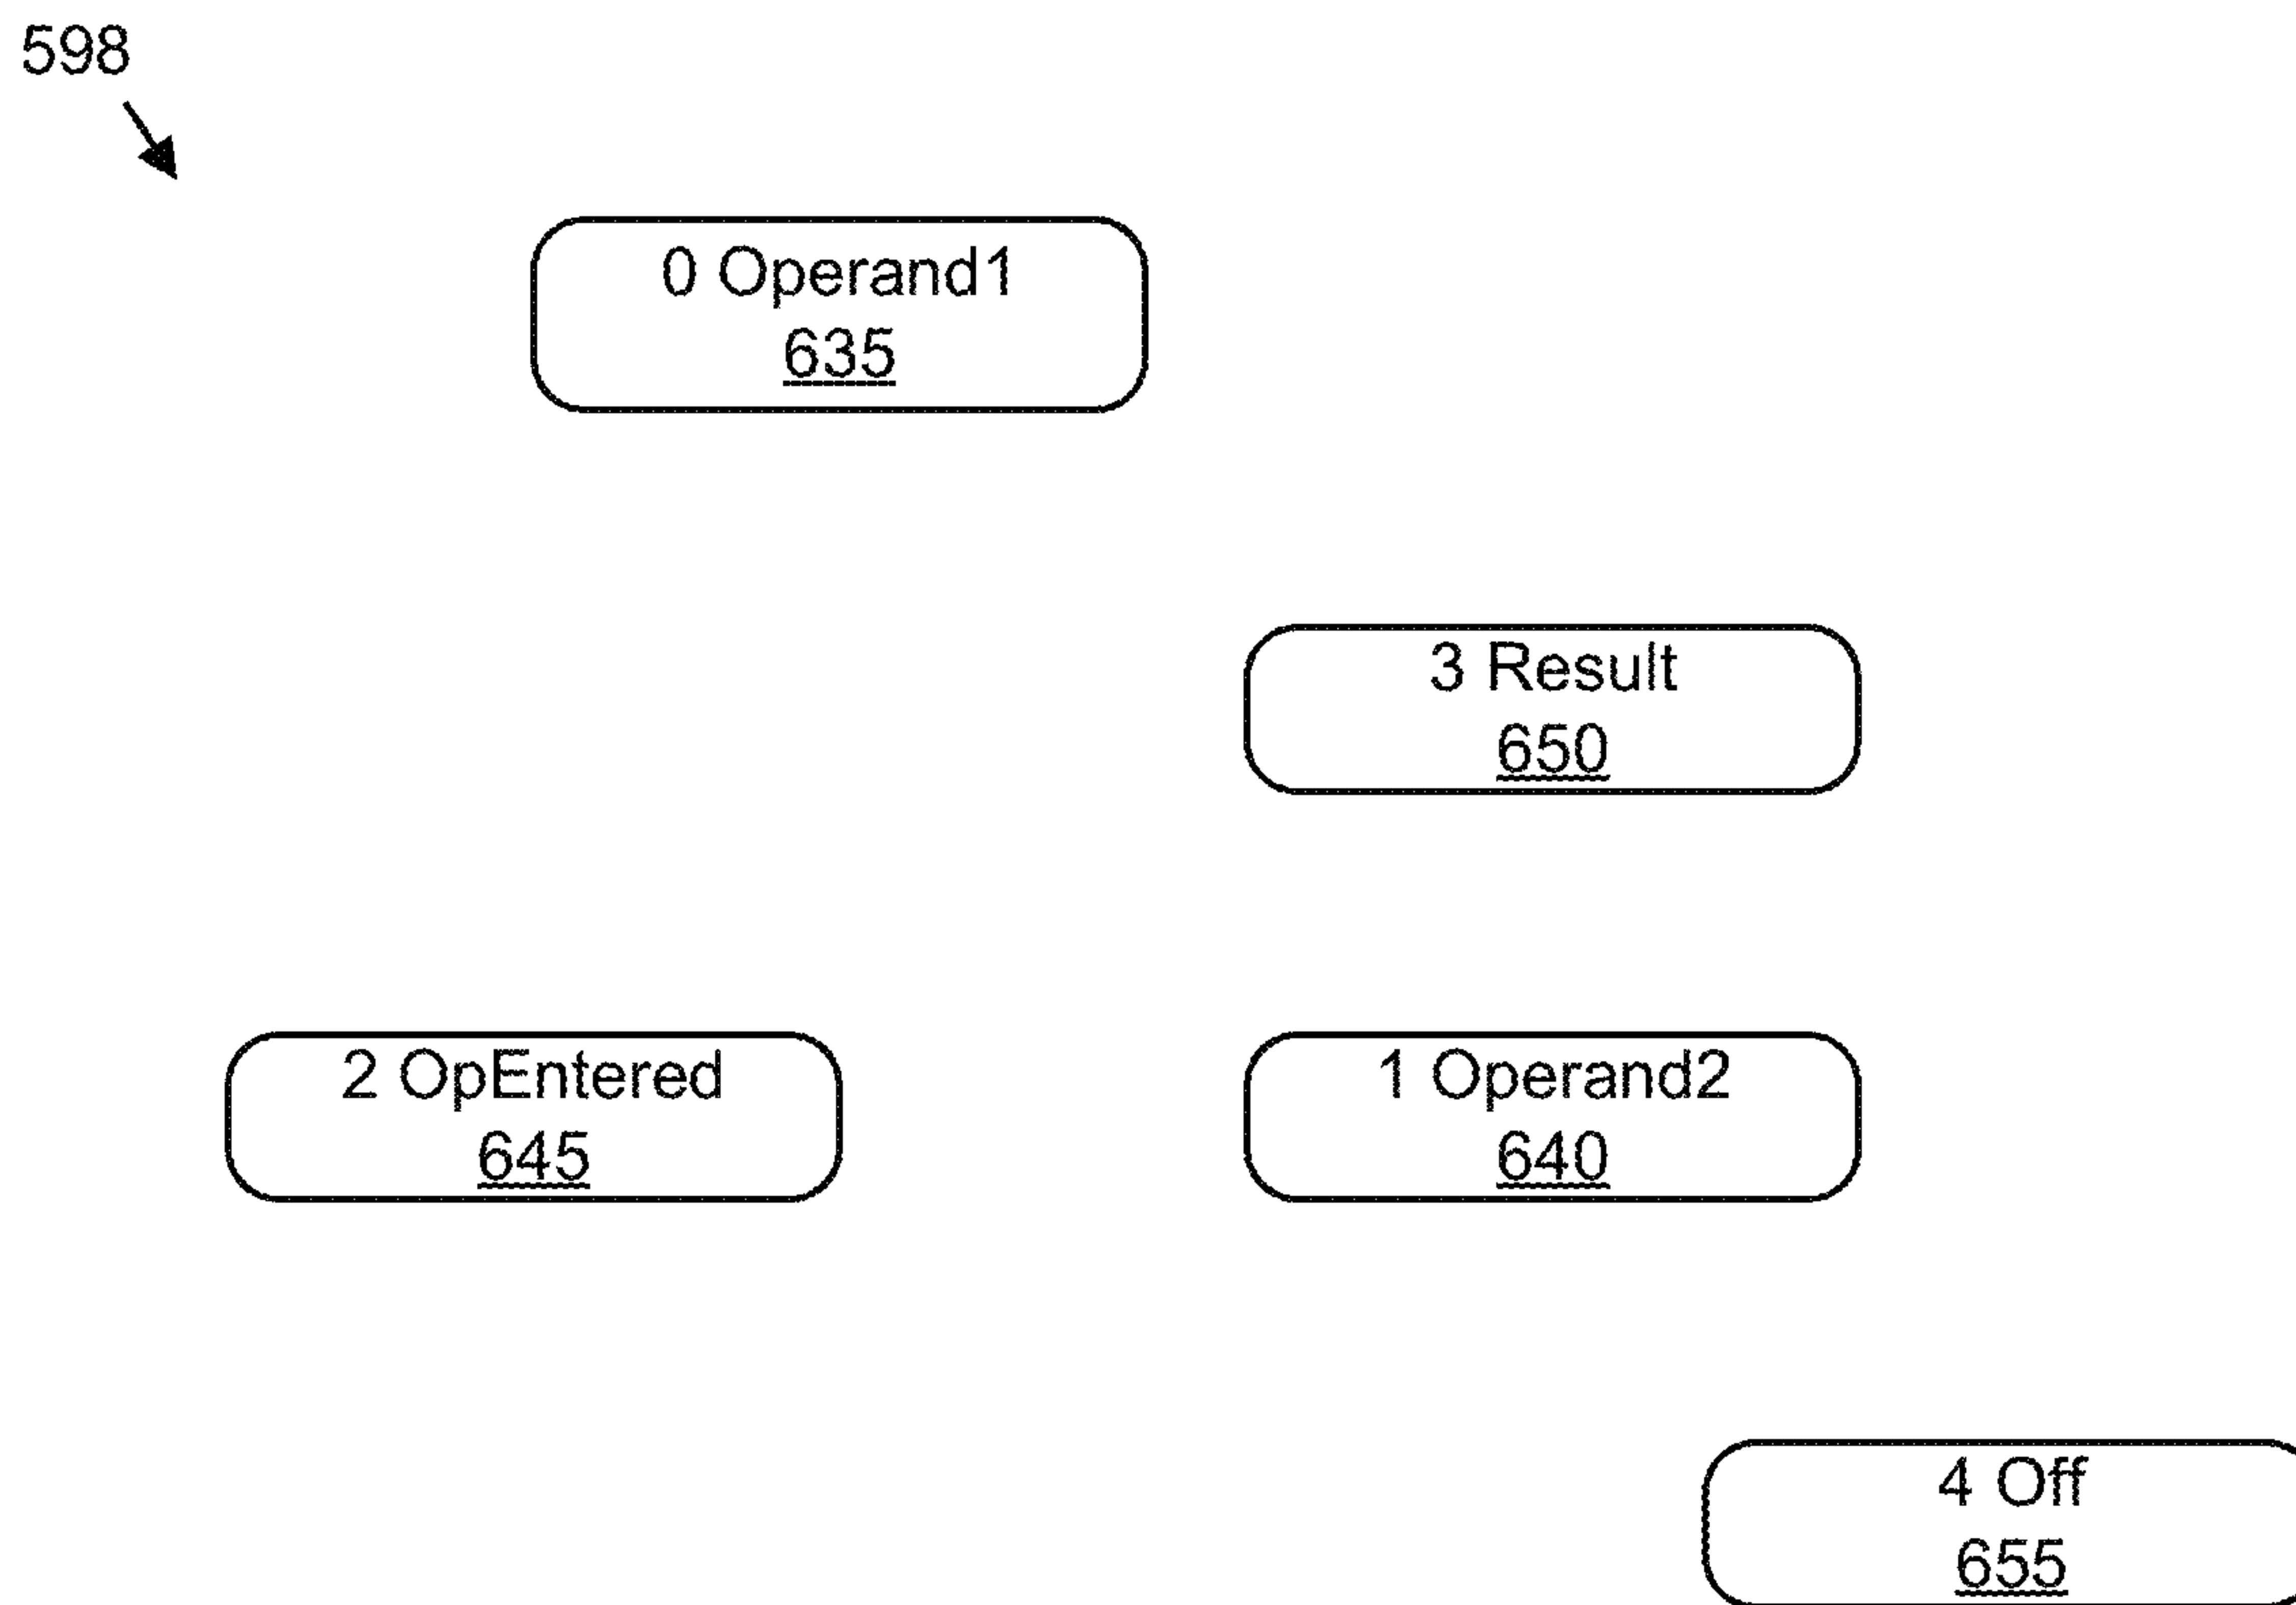 598
0 Operand1
635
3 Result
650
2 OpEntered
645
1 Operand2
640
4 Off
655